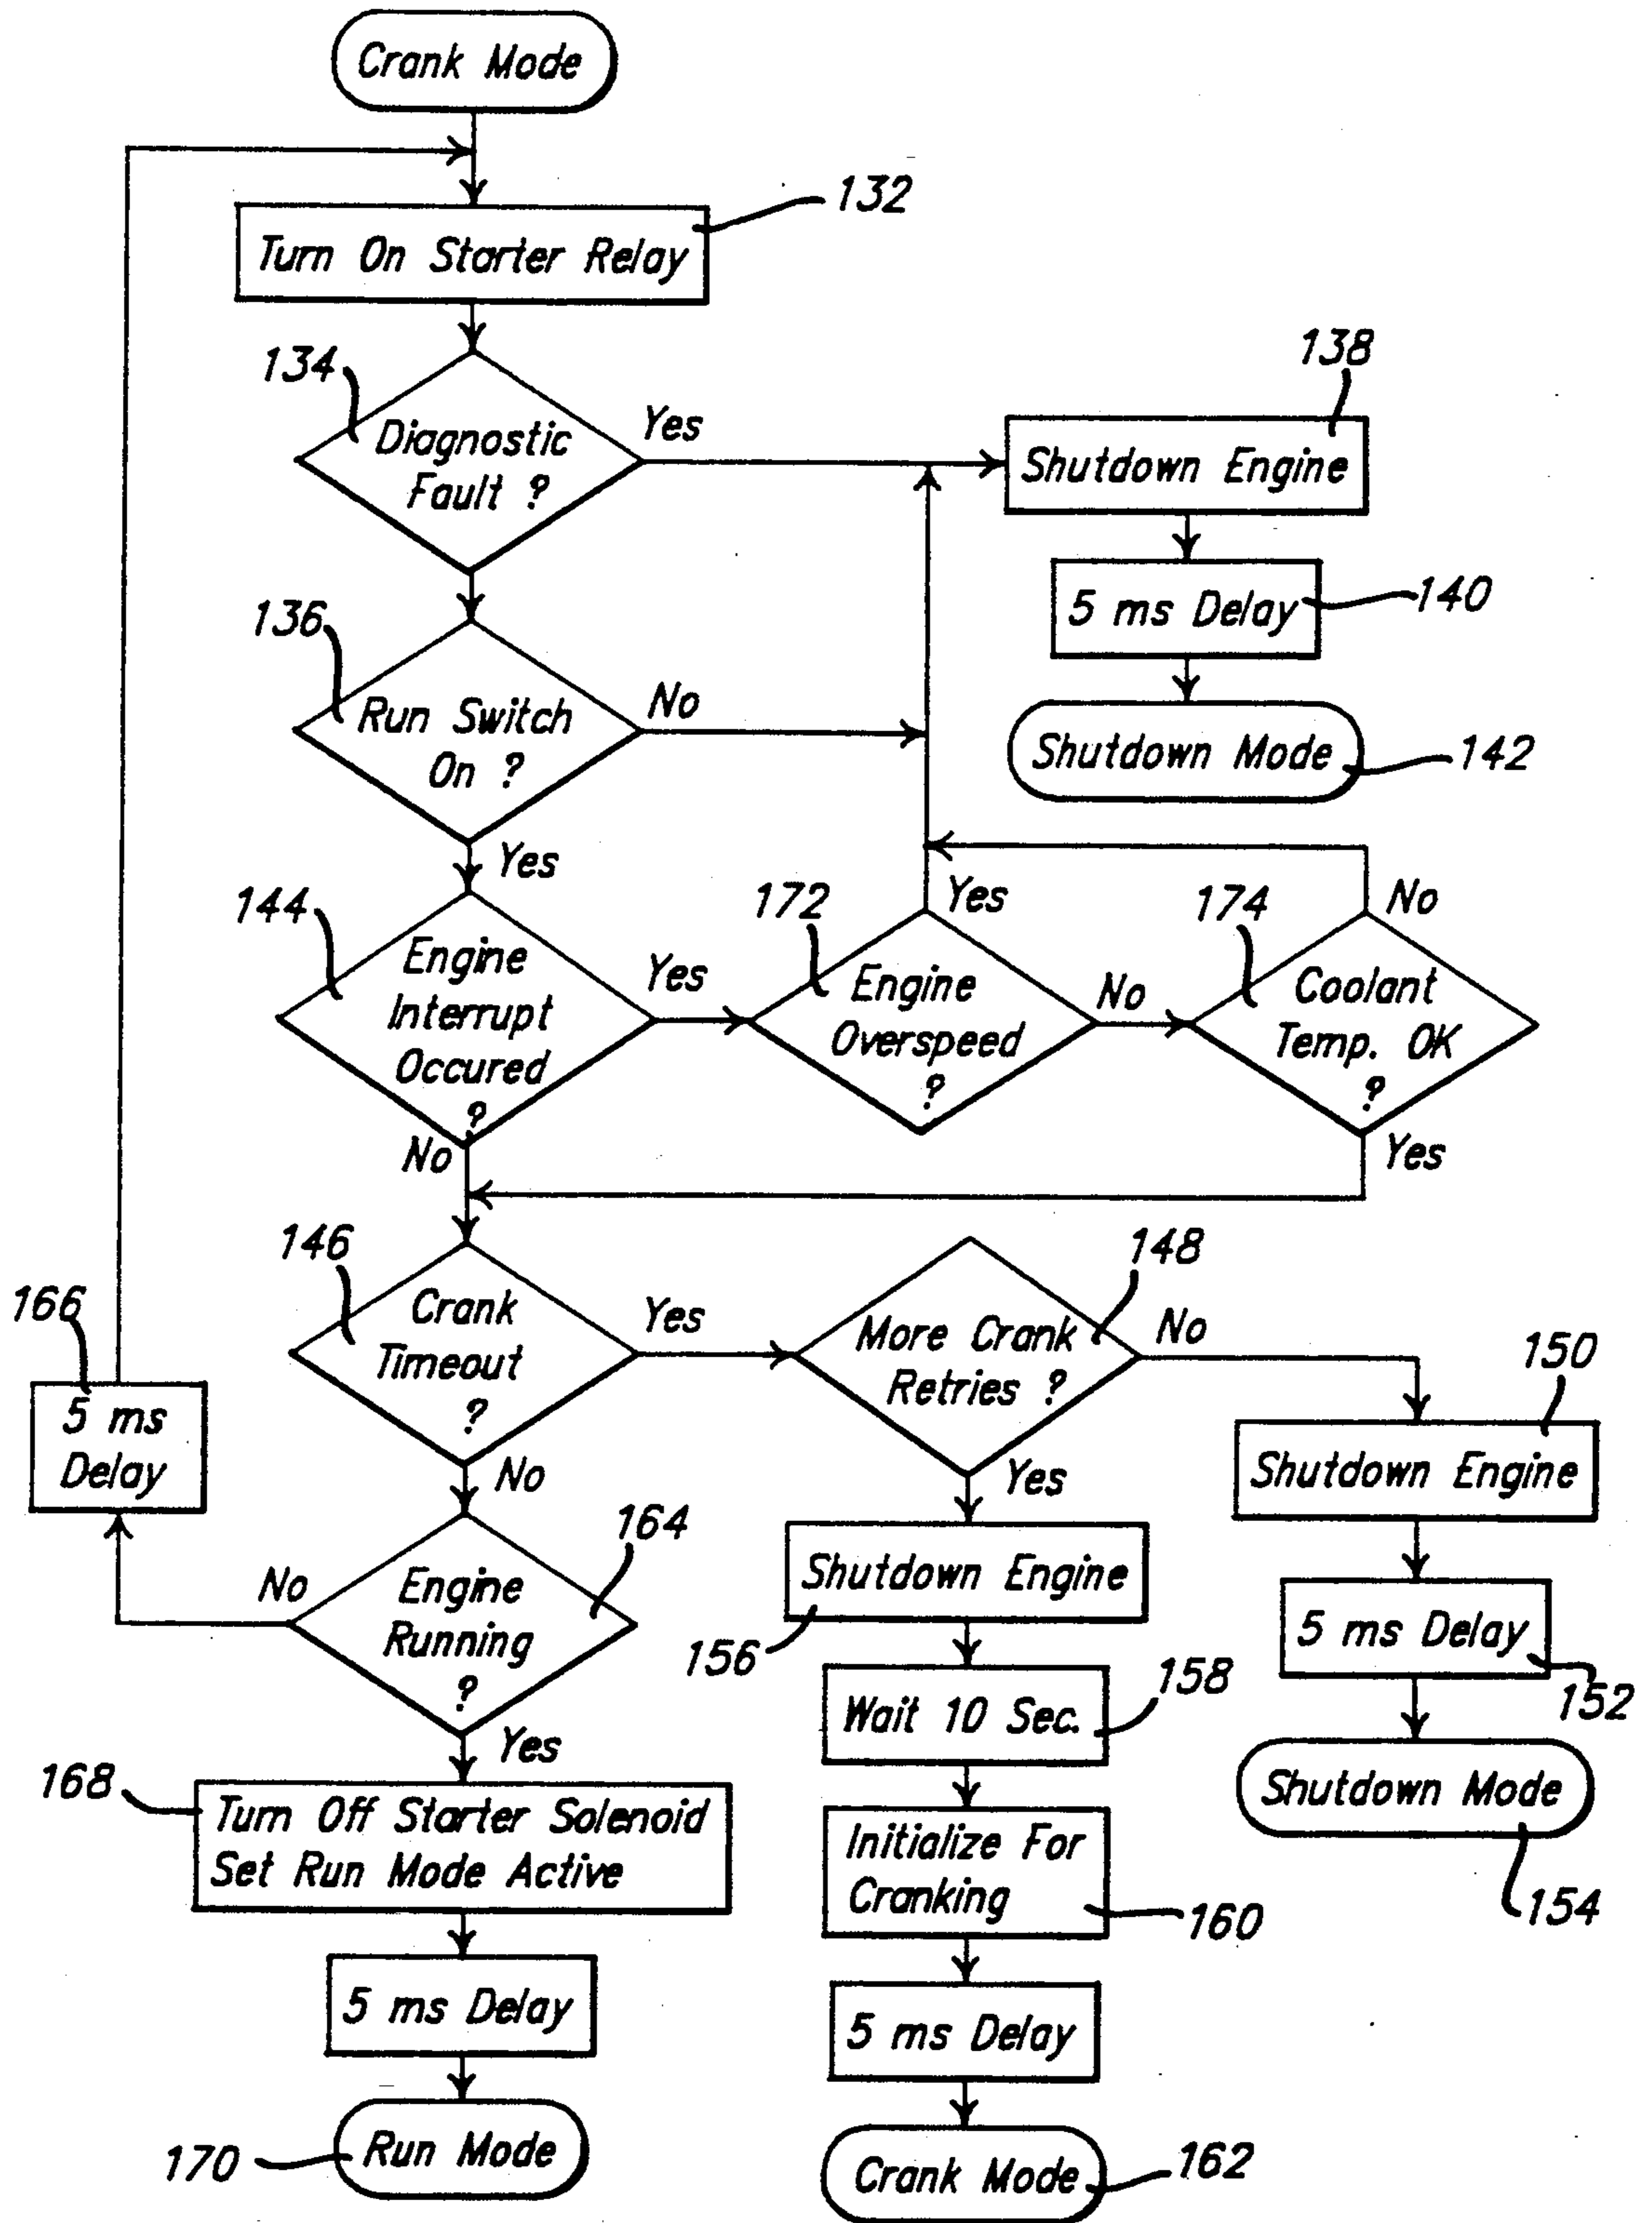 Crank Mode
132
Turn On Starter Relay
134
Diagnostic
Fault ?
Yes
138
Shutdown Engine
5 ms Delay
140
136
Run Switch
On ?
No
Shutdown Mode
142
Yes
144
Engine
Interrupt
Occured
?
Yes
172
Engine
Overspeed
?
Yes
No
174
Coolant
Temp. OK
?
No
Yes
No
146
Crank
Timeout
?
Yes
148
More Crank
Retries ?
No
150
Shutdown Engine
166
5 ms
Delay
No
Yes
164
Engine
Running
?
No
Shutdown Engine
156
5 ms Delay
152
Wait 10 Sec.
158
Yes
168
Turn Off Starter Solenoid
Set Run Mode Active
Shutdown Mode
154
Initialize For
Cranking
160
5 ms Delay
5 ms Delay
Run Mode
170
Crank Mode
162